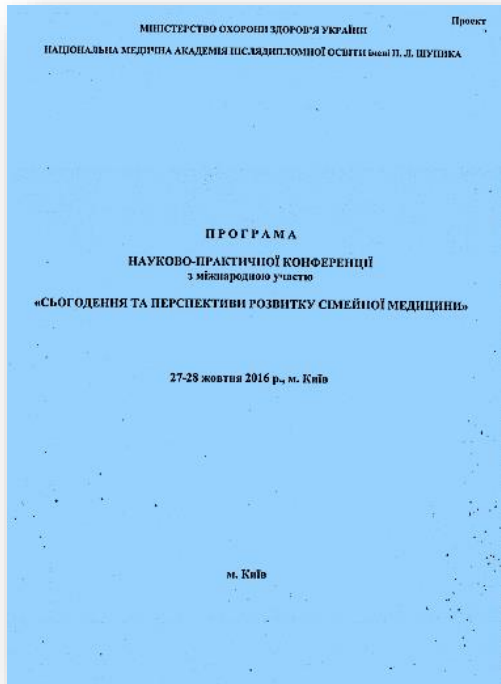 Проект
МІНІСТЕРСТВО ОХОРОНИ ЗДОРОВ'Я УКРАЇНИ
НАЦІОНАЛЬНА МЕДИЧНА АКАДЕМІЯ ПІСЛЯДИПЛОМНОЇ ОСВІТИ імені П. Л. ШУПИКА
ПРОГРАМА
НАУКОВО-ПРАКТИЧНОЇ КОНФЕРЕНЦІЇ
з міжнародною участю
«СЬОГОДЕННЯ ТА ПЕРСПЕКТИВИ РОЗВИТКУ СІМЕЙНОЇ МЕДИЦИНИ»
27-28 жовтня 2016 р., м. Київ
м. Київ